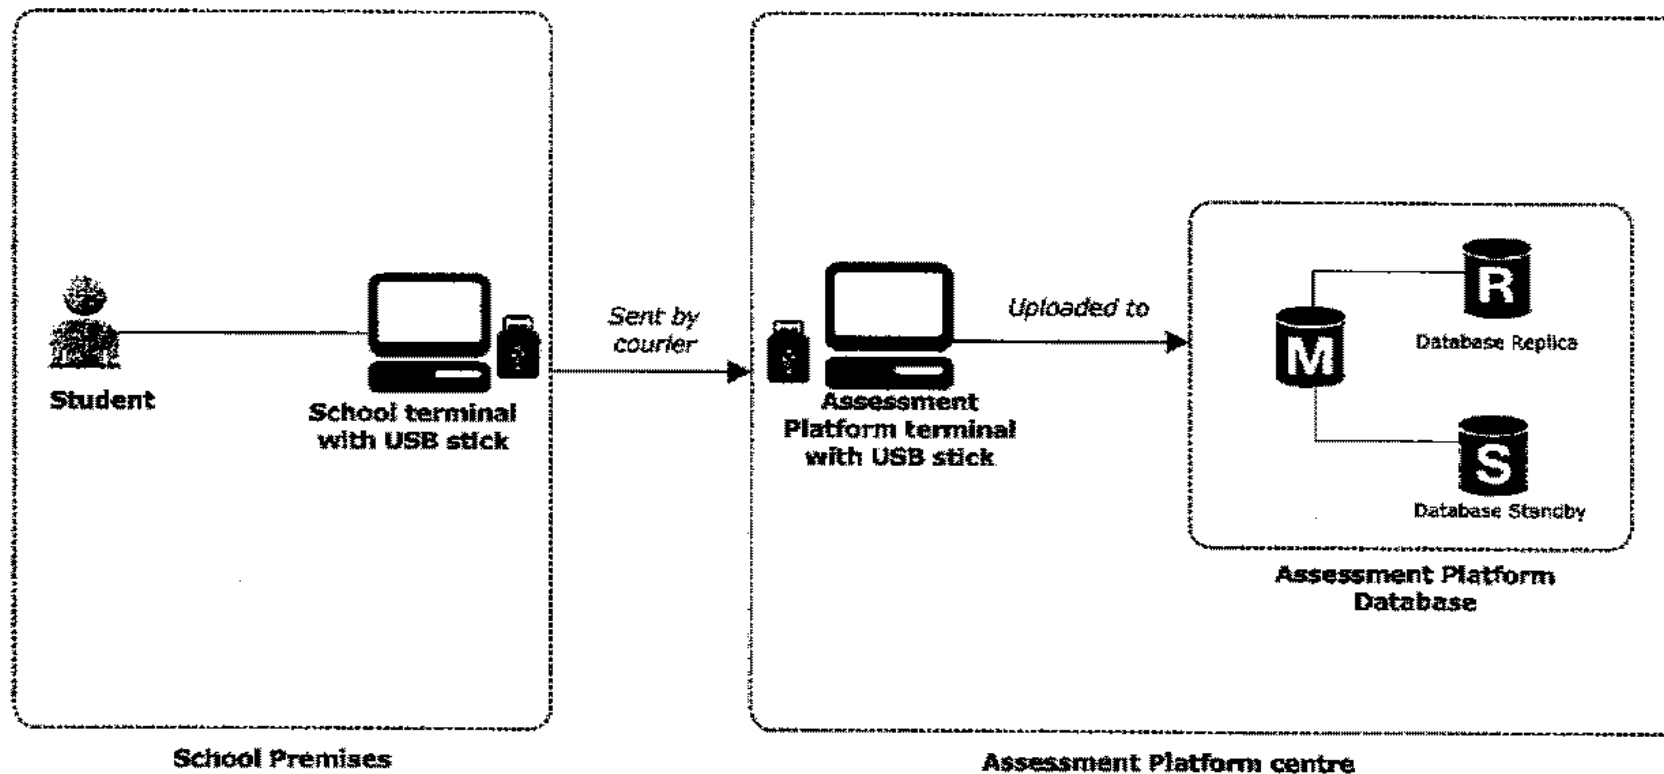 Student
School terminal
with USB stick
School Premises
Sent by
courier
Assessment
Platform terminal
with USB stick
Uploaded to
M
R
Database Replica
S
Database Standby
Assessment Platform
Database
Assessment Platform centre